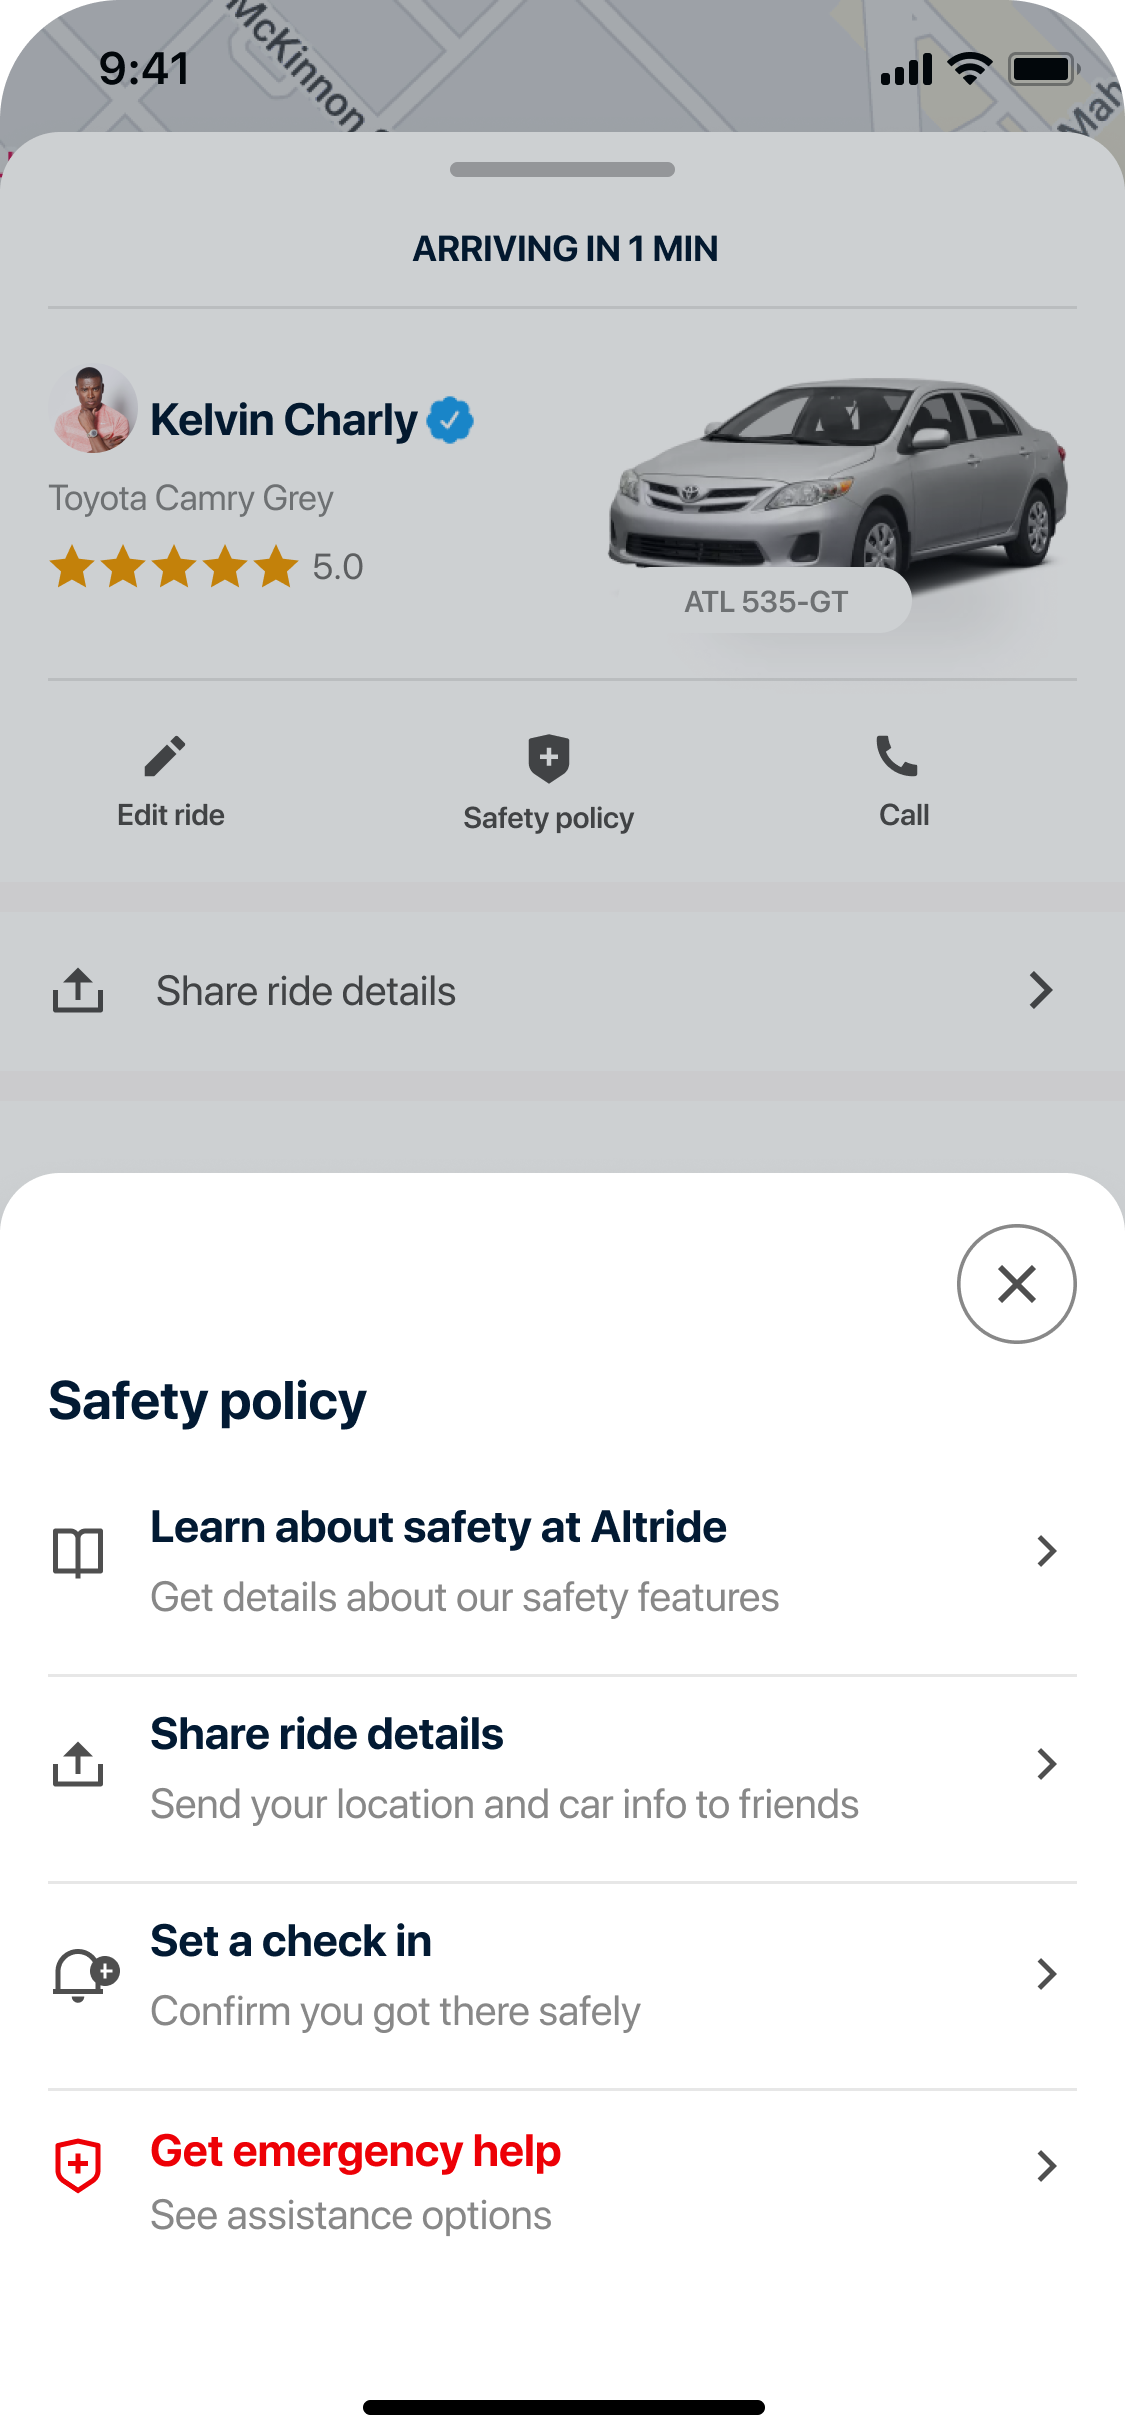 McKinnon
9:41
Mah
ARRIVING IN 1 MIN
Kelvin Charly
Toyota Camry Grey
5.0
ATL 535-GT
Edit ride
Safety policy
Call
Share ride details
Safety policy
Learn about safety at Altride
Get details about our safety features
Share ride details
Send your location and car info to friends
Set a check in
Confirm you got there safely
Get emergency help
See assistance options